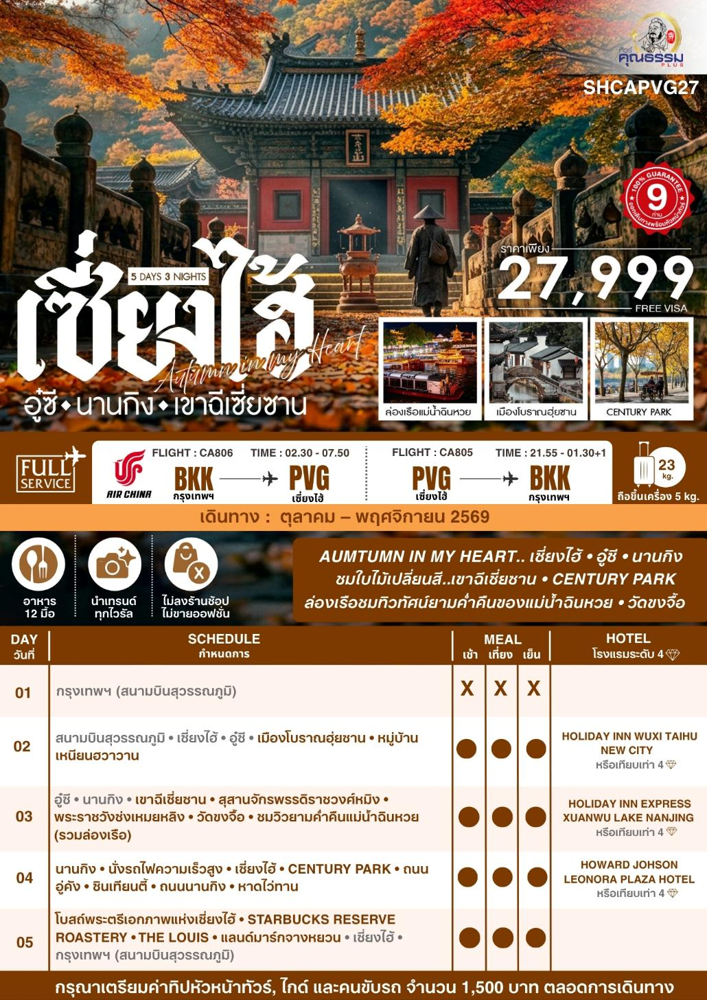 ทัวร์
คุณธรรม
PLUS
SHCAPVG27
100% GUARANTEE
9
ท่าน
ออกเดินทางพร้อมหัวหน้าทัวร์
ราคาเพียง
27,999
FREE VISA
5 DAYS 3 NIGHTS
เซี่ยงไฮ้
Autumn in my Heart
อู๋ซี • นานกิง • เขาฉีเซี่ยซาน
ล่องเรือแม่น้ำฉินหวย
เมืองโบราณฮุ่ยซาน
CENTURY PARK
FULL
SERVICE
AIR CHINA
FLIGHT : CA806 TIME : 02.30 - 07.50
BKK PVG
กรุงเทพฯ เซี่ยงไฮ้
FLIGHT : CA805 TIME : 21.55 - 01.30+1
PVG BKK
เซี่ยงไฮ้ กรุงเทพฯ
23
kg.
ถือขึ้นเครื่อง 5 kg.
เดินทาง : ตุลาคม – พฤศจิกายน 2569
อาหาร
12 มื้อ
นำเทรนด์
ทุกไวรัล
X
ไม่ลงร้านช้อป
ไม่ขายออฟชั่น
AUMTUMN IN MY HEART.. เซี่ยงไฮ้ • อู๋ซี • นานกิง
ชมใบไม้เปลี่ยนสี..เขาฉีเซี่ยซาน • CENTURY PARK
ล่องเรือชมทิวทัศน์ยามค่ำคืนของแม่น้ำฉินหวย • วัดขงจื้อ
DAY SCHEDULE MEAL HOTEL
วันที่ กำหนดการ เช้า เที่ยง เย็น โรงแรมระดับ 4
01 กรุงเทพฯ (สนามบินสุวรรณภูมิ) X X X
02
สนามบินสุวรรณภูมิ • เซี่ยงไฮ้ • อู๋ซี • เมืองโบราณฮุ่ยซาน • หมู่บ้าน
เหนียนฮวาวาน
HOLIDAY INN WUXI TAIHU
NEW CITY
หรือเทียบเท่า 4
03
อู๋ซี • นานกิง • เขาฉีเซี่ยซาน • สุสานจักรพรรดิราชวงศ์หมิง •
พระราชวังซ่งเหมยหลิง • วัดขงจื้อ • ชมวิวยามค่ำคืนแม่น้ำฉินหวย
(รวมล่องเรือ)
HOLIDAY INN EXPRESS
XUANWU LAKE NANJING
หรือเทียบเท่า 4
04
นานกิง • นั่งรถไฟความเร็วสูง • เซี่ยงไฮ้ • CENTURY PARK • ถนน
อู่คัง • ซินเทียนตี้ • ถนนนานกิง • หาดไว่ทาน
HOWARD JOHSON
LEONORA PLAZA HOTEL
หรือเทียบเท่า 4
05
โบสถ์พระตรีเอกภาพแห่งเซี่ยงไฮ้ • STARBUCKS RESERVE
ROASTERY • THE LOUIS • แลนด์มาร์กจางหยวน • เซี่ยงไฮ้ •
กรุงเทพฯ (สนามบินสุวรรณภูมิ)
กรุณาเตรียมค่าทิปหัวหน้าทัวร์, ไกด์ และคนขับรถ จำนวน 1,500 บาท ตลอดการเดินทาง